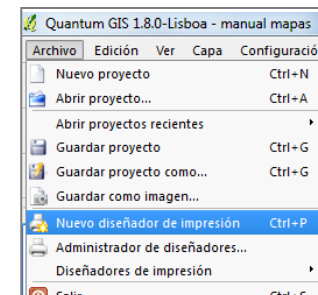 Quantum GIS 1.8.0-Lisboa - manual mapas
Archivo Edición Ver Capa Configuració
Nuevo proyecto Ctrl+N
Abrir proyecto... Ctrl+A
Abrir proyectos recientes
Guardar proyecto Ctrl+G
Guardar proyecto como... Ctrl+G
Guardar como imagen...
Nuevo diseñador de impresión Ctrl+P
Administrador de diseñadores...
Diseñadores de impresión
Salir Ctrl+S